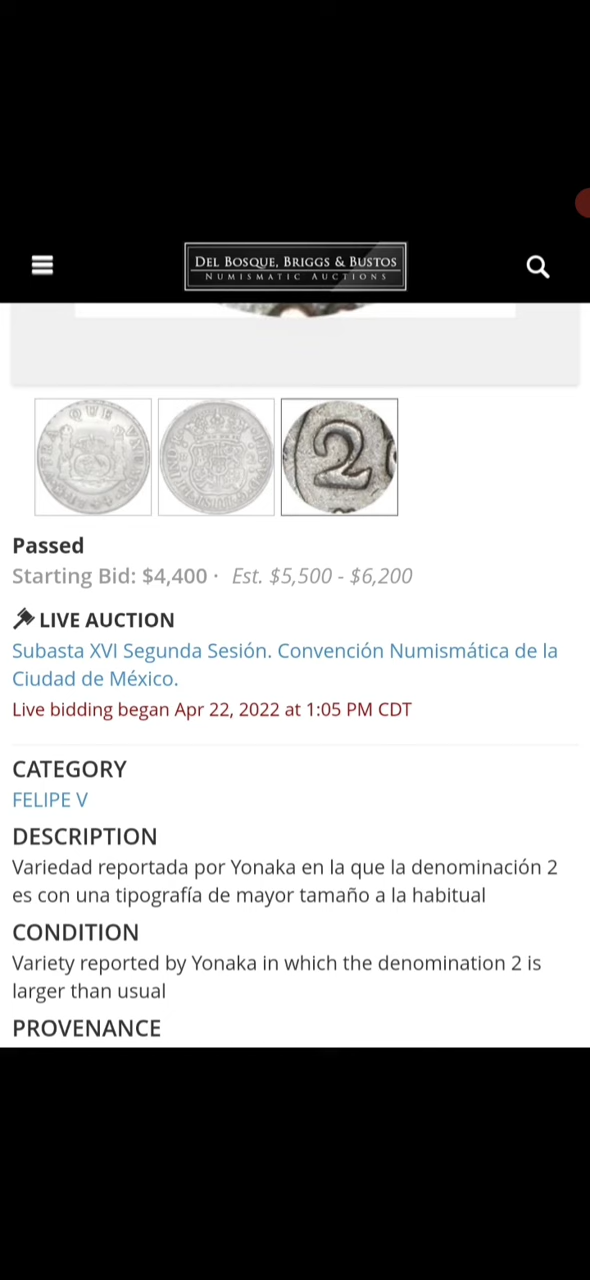 DEL BOSQUE, BRIGGS & BUSTOS
NUMISMATIC AUCTIONS
QUE
2
Passed
Starting Bid: $4,400 · Est. $5,500 - $6,200
LIVE AUCTION
Subasta XVI Segunda Sesión. Convención Numismática de la
Ciudad de México.
Live bidding began Apr 22, 2022 at 1:05 PM CDT
CATEGORY
FELIPE V
DESCRIPTION
Variedad reportada por Yonaka en la que la denominación 2
es con una tipografía de mayor tamaño a la habitual
CONDITION
Variety reported by Yonaka in which the denomination 2 is
larger than usual
PROVENANCE